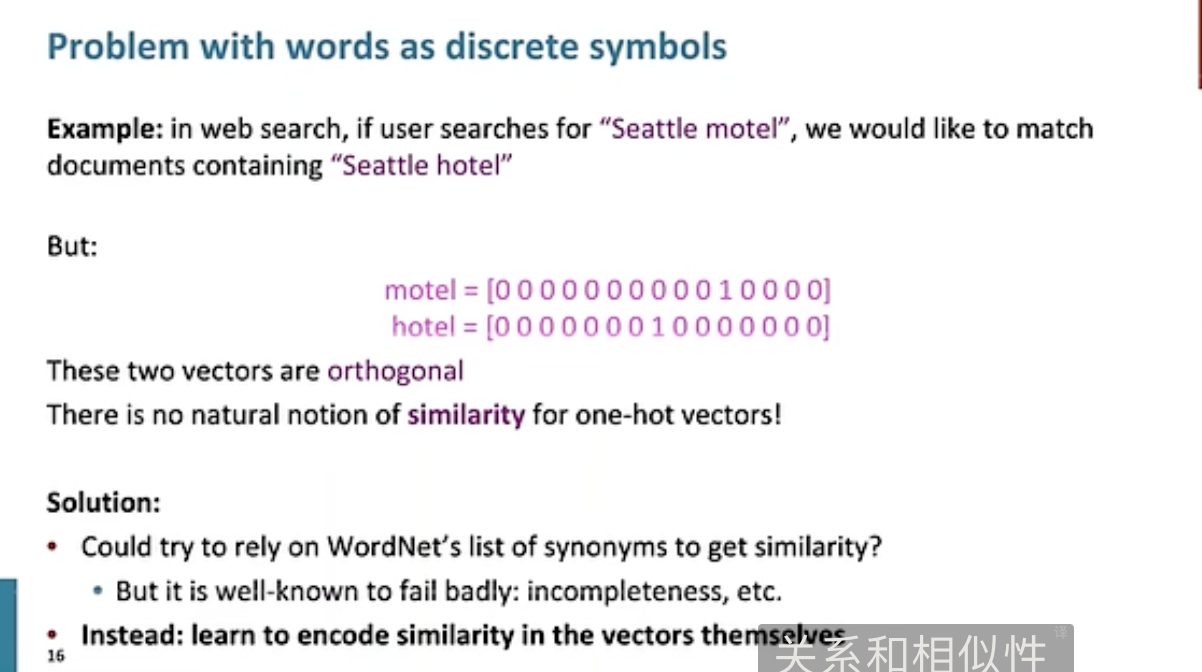 Problem with words as discrete symbols
Example: in web search, if user searches for “Seattle motel”, we would like to match
documents containing “Seattle hotel”
But:
motel = [0 0 0 0 0 0 0 0 0 0 1 0 0 0 0]
hotel = [0 0 0 0 0 0 0 1 0 0 0 0 0 0 0]
These two vectors are orthogonal
There is no natural notion of similarity for one-hot vectors!
Solution:
• Could try to rely on WordNet’s list of synonyms to get similarity?
• But it is well-known to fail badly: incompleteness, etc.
• Instead: learn to encode similarity in the vectors themselves
16
关系和相似性
译